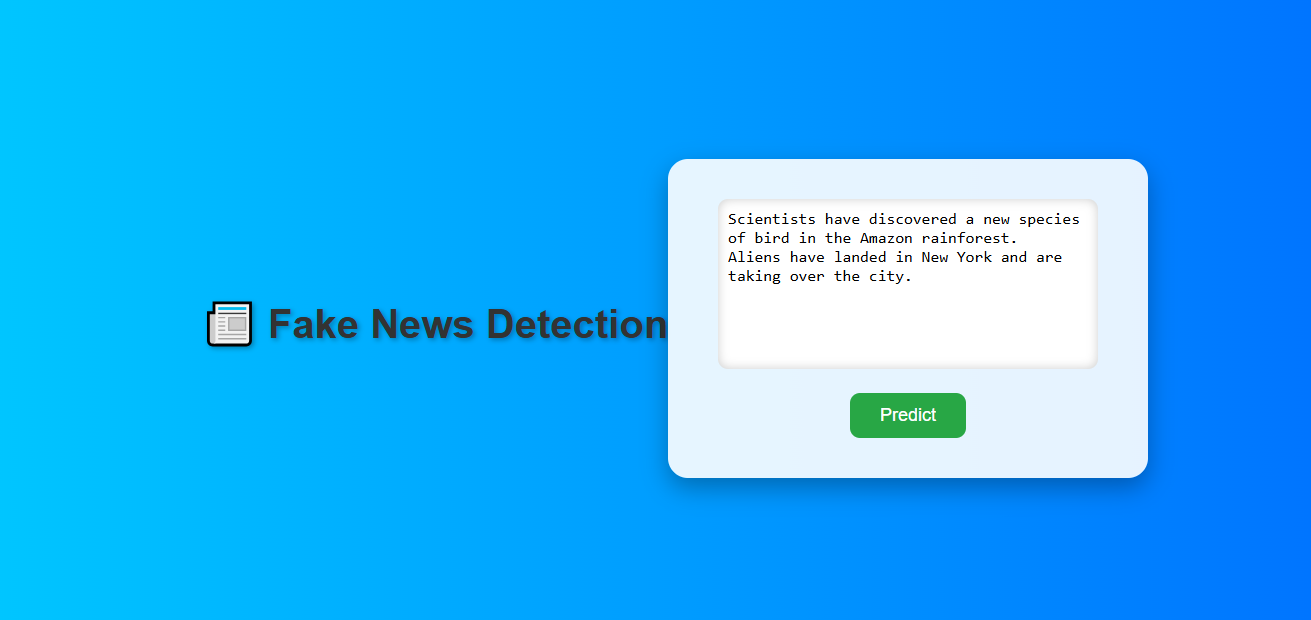 Fake News Detection
Scientists have discovered a new species
of bird in the Amazon rainforest.
Aliens have landed in New York and are
taking over the city.
Predict